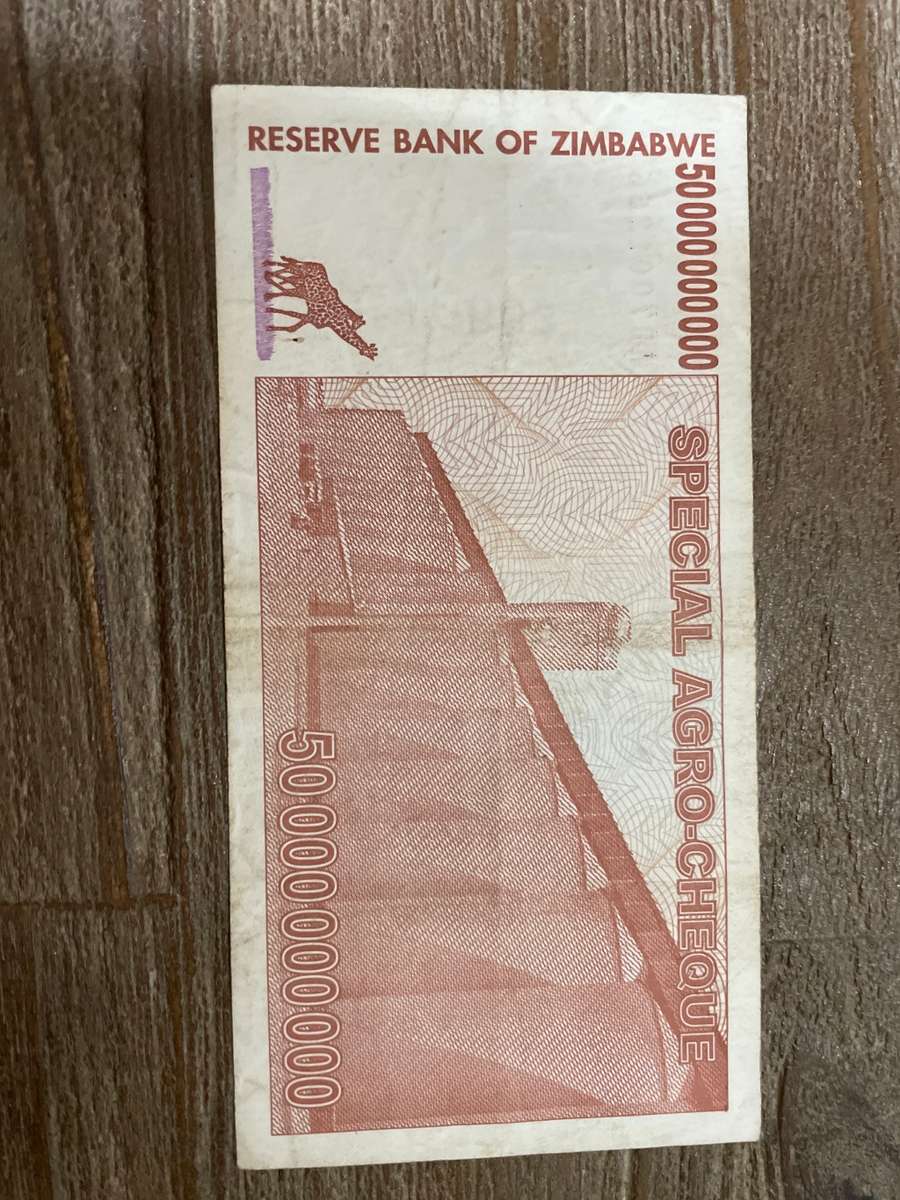 RESERVE BANK OF ZIMBABWE
50000000000
SPECIAL AGRO-CHEQUE
50000000000